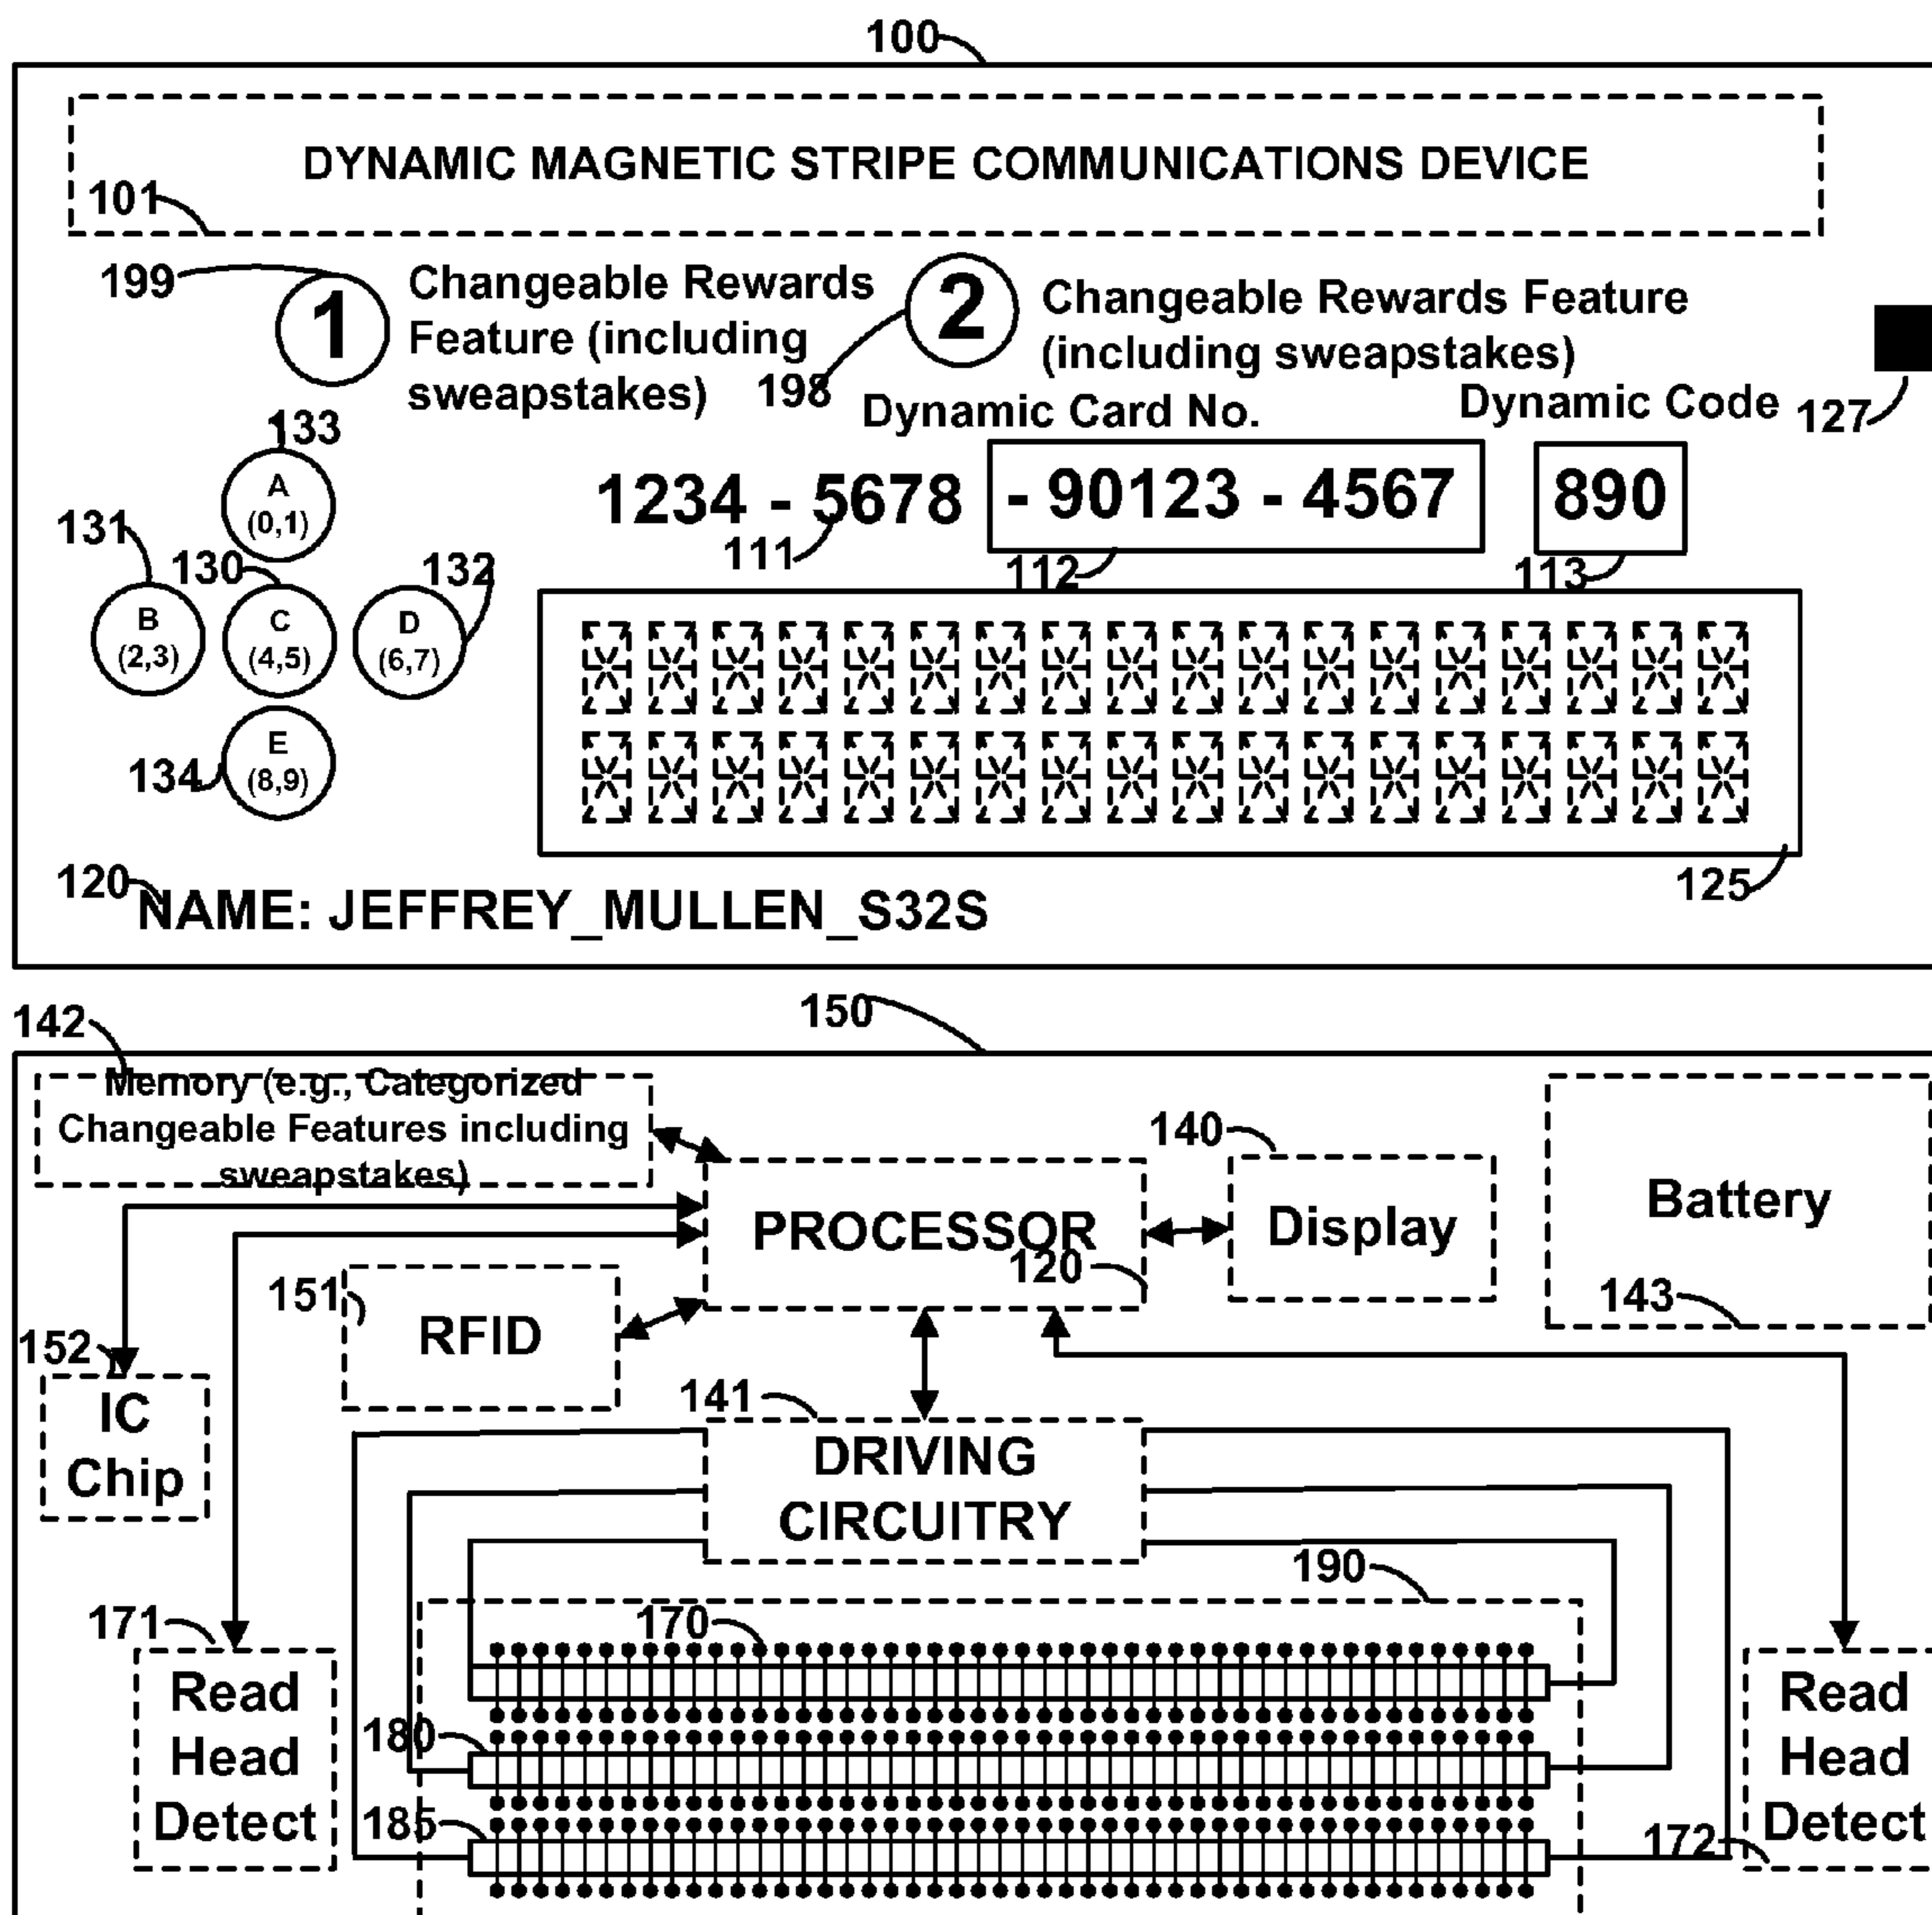 100
DYNAMIC MAGNETIC STRIPE COMMUNICATIONS DEVICE
101
199
1
Changeable Rewards
Feature (including
sweapstakes)
198
2
Changeable Rewards Feature
(including sweapstakes)
127
Dynamic Card No.
Dynamic Code
1234 - 5678
- 90123 - 4567
890
111
112
113
133
A
(0,1)
131
130
132
B
(2,3)
C
(4,5)
D
(6,7)
134
E
(8,9)
125
120
NAME: JEFFREY_MULLEN_S32S
150
142
Memory (e.g., Categorized
Changeable Features including
sweapstakes)
140
PROCESSOR
120
Display
Battery
143
151
RFID
152
IC
Chip
141
DRIVING
CIRCUITRY
190
171
170
Read
Head
Detect
180
185
172
Read
Head
Detect